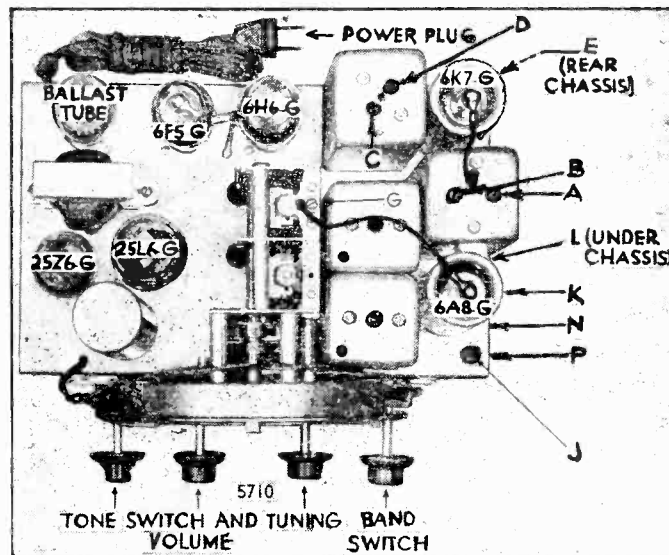 POWER PLUG
D
E
(REAR
CHASSIS)
BALLAST
TUBE
6F5 G
6H6-G
6K7 G
C
B
A
G
L (UNDER
CHASSIS)
25Z6-G
25L6-G
6A8 G
K
N
P
J
5710
TONE SWITCH AND TUNING BAND
VOLUME SWITCH